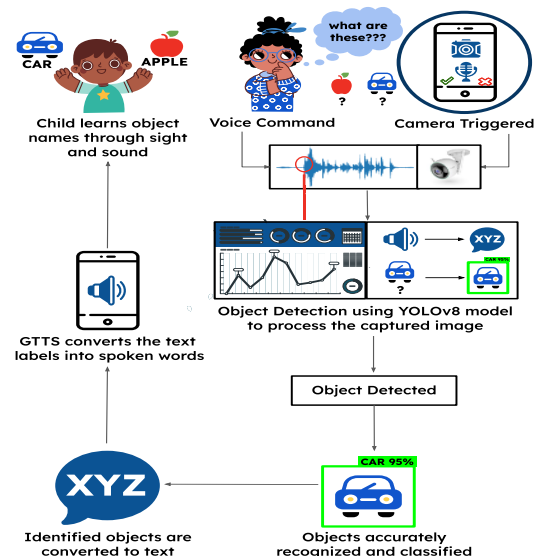 what are
these???
CAR
APPLE
?
?
Child learns object
names through sight
and sound
Voice Command
Camera Triggered
XYZ
CAR 95%
?
Object Detection using YOLOv8 model
to process the captured image
GTTS converts the text
labels into spoken words
Object Detected
CAR 95%
XYZ
Identified objects are
converted to text
Objects accurately
recognized and classified